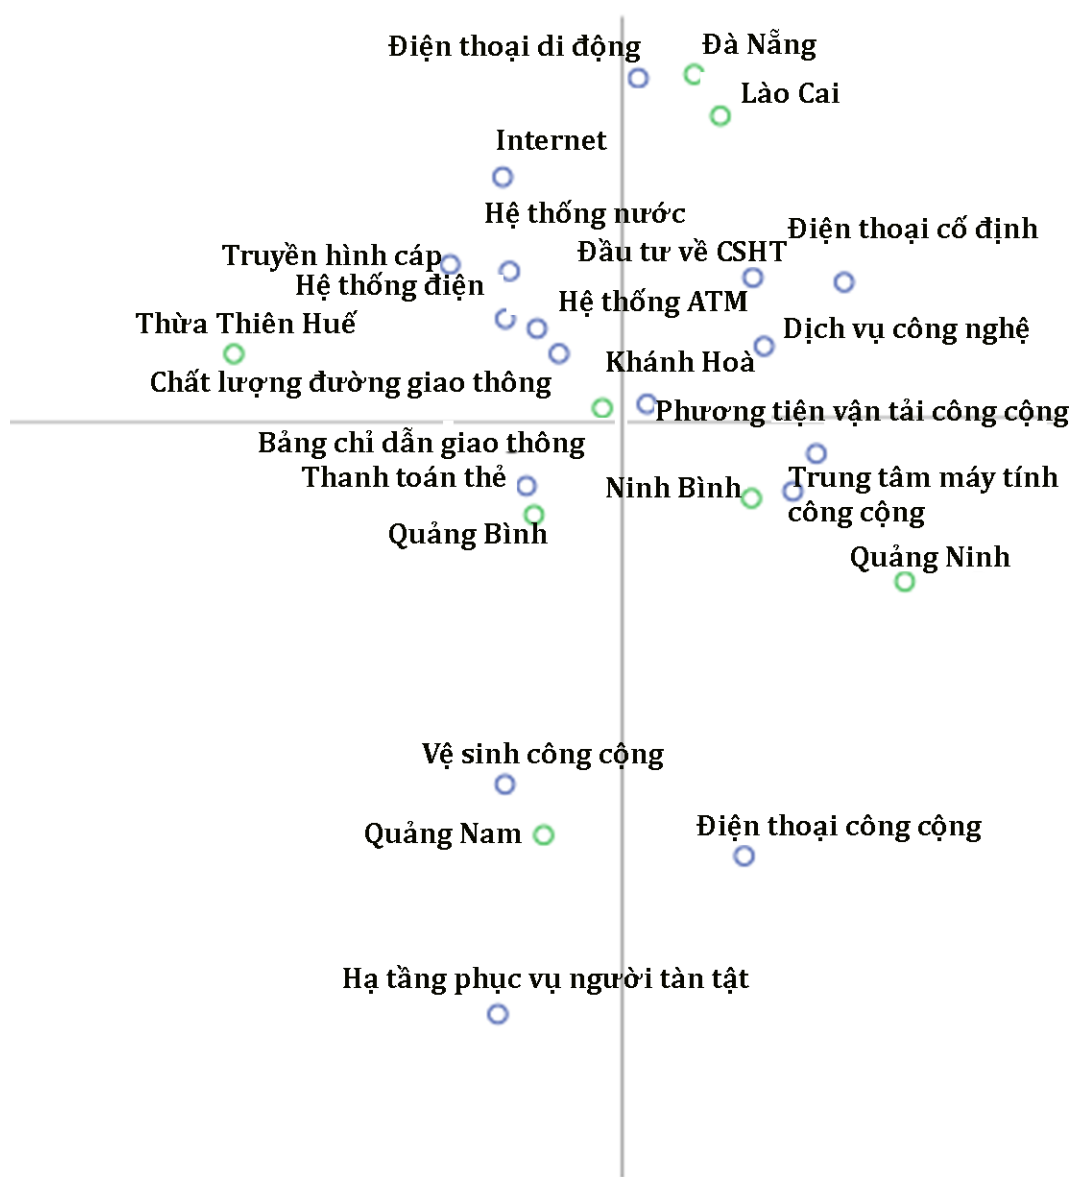 Điện thoại di động
Đà Nẵng
Lào Cai
Internet
Hệ thống nước
Điện thoại cố định
Đầu tư về CSHT
Truyền hình cáp
Hệ thống điện
Hệ thống ATM
Thừa Thiên Huế
Dịch vụ công nghệ
Khánh Hoà
Chất lượng đường giao thông
Phương tiện vận tải công cộng
Bảng chỉ dẫn giao thông
Thanh toán thẻ
Ninh Bình
Trung tâm máy tính
công cộng
Quảng Bình
Quảng Ninh
Vệ sinh công cộng
Quảng Nam
Điện thoại công cộng
Hạ tầng phục vụ người tàn tật